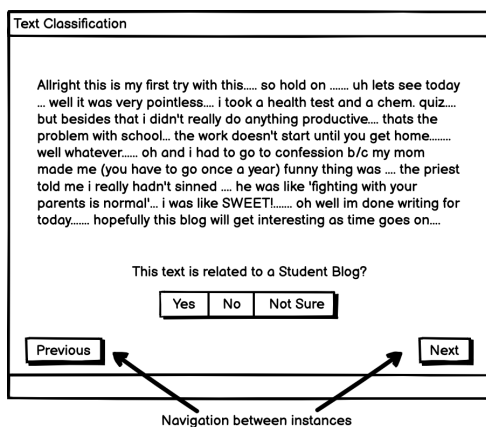 Text Classification
Allright this is my first try with this..... so hold on ....... uh lets see today
... well it was very pointless.... i took a health test and a chem. quiz....
but besides that i didn't really do anything productive.... thats the
problem with school... the work doesn't start until you get home........
well whatever...... oh and i had to go to confession b/c my mom
made me (you have to go once a year) funny thing was .... the priest
told me i really hadn't sinned .... he was like 'fighting with your
parents is normal'... i was like SWEET!....... oh well im done writing for
today....... hopefully this blog will get interesting as time goes on....
This text is related to a Student Blog?
Yes No Not Sure
Previous Next
Navigation between instances